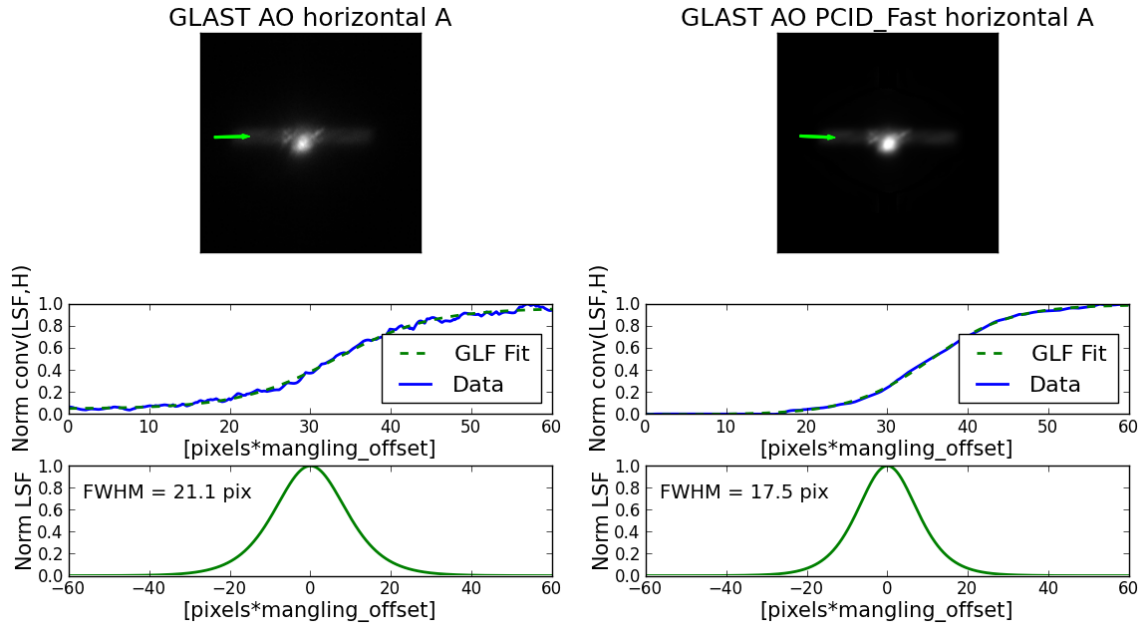 GLAST AO horizontal A
Norm conv(LSF,H)
1.0
0.8
0.6
0.4
0.2
0.0
GLF Fit
Data
0 10 20 30 40 50 60
[pixels*mangling_offset]
Norm LSF
1.0
0.8
0.6
0.4
0.2
0.0
FWHM = 21.1 pix
−60 −40 −20 0 20 40 60
[pixels*mangling_offset]
GLAST AO PCID_Fast horizontal A
Norm conv(LSF,H)
1.0
0.8
0.6
0.4
0.2
0.0
GLF Fit
Data
0 10 20 30 40 50 60
[pixels*mangling_offset]
Norm LSF
1.0
0.8
0.6
0.4
0.2
0.0
FWHM = 17.5 pix
−60 −40 −20 0 20 40 60
[pixels*mangling_offset]